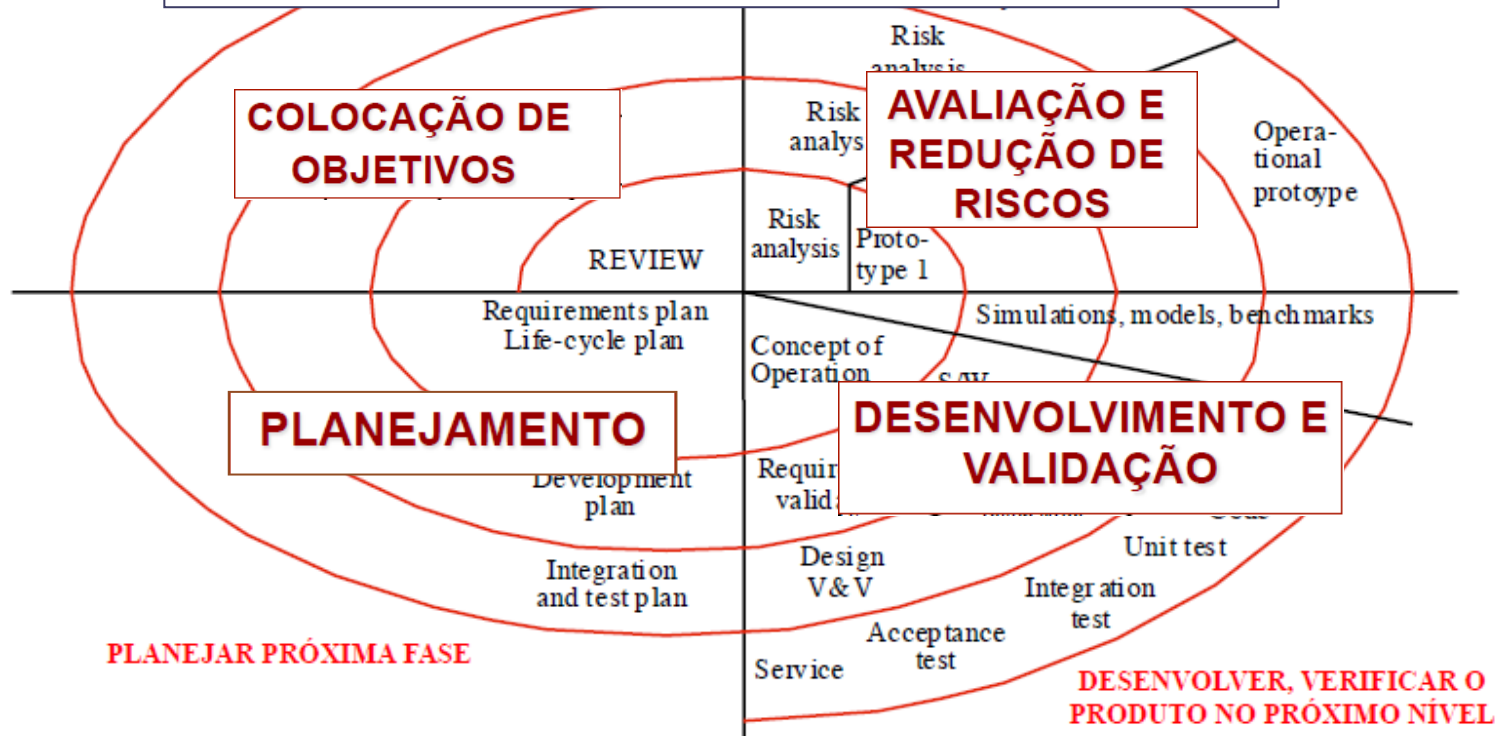 Risk
analysis
COLOCAÇÃO DE
OBJETIVOS
Risk
AVALIAÇÃO E
REDUÇÃO DE
RISCOS
Opera-
tional
protoype
Risk
analysis
Proto-
type 1
REVIEW
Requirements plan
Life-cycle plan
Simulations, models, benchmarks
Concept of
Operation
S/W
PLANEJAMENTO
DESENVOLVIMENTO E
VALIDAÇÃO
Development
plan
Unit test
Integration
and test plan
Design
V&V
Integration
test
Acceptance
test
Service
PLANEJAR PRÓXIMA FASE
DESENVOLVER, VERIFICAR O
PRODUTO NO PRÓXIMO NÍVEL